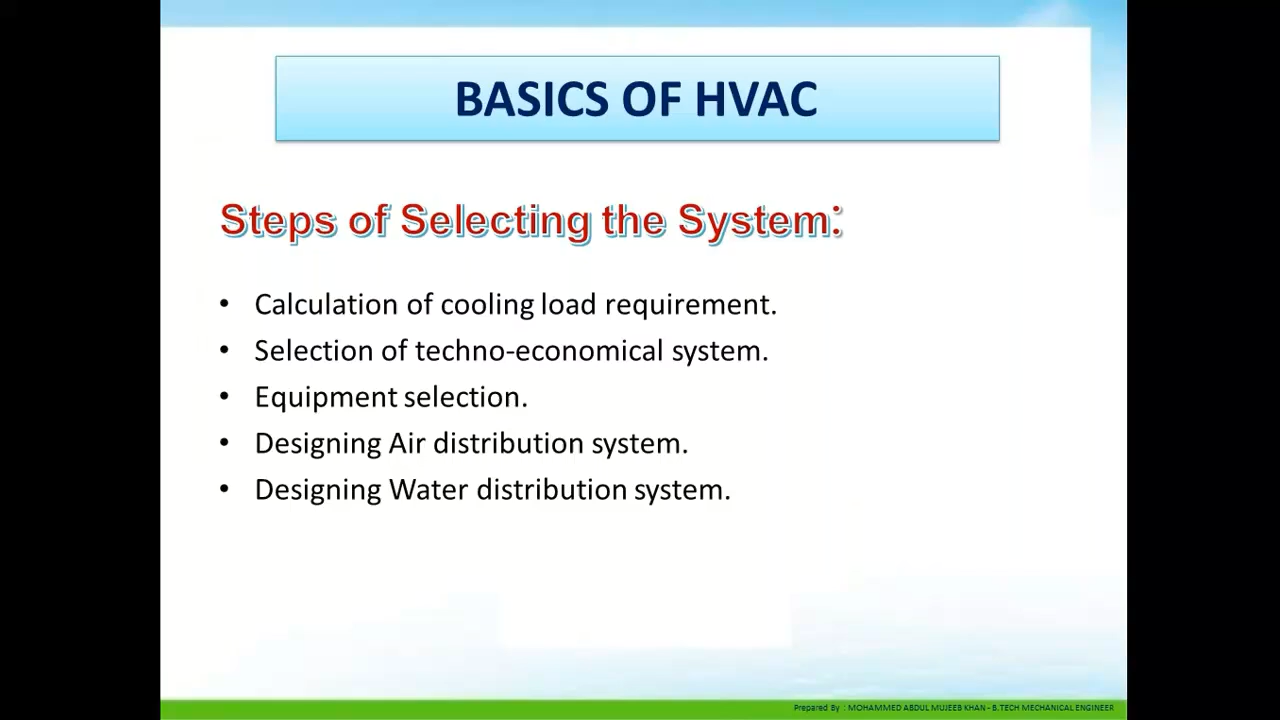 BASICS OF HVAC
Steps of Selecting the System:
• Calculation of cooling load requirement.
• Selection of techno-economical system.
• Equipment selection.
• Designing Air distribution system.
• Designing Water distribution system.
Prepared By : MOHAMMED ABDUL MUJEEB KHAN - B.TECH MECHANICAL ENGINEER